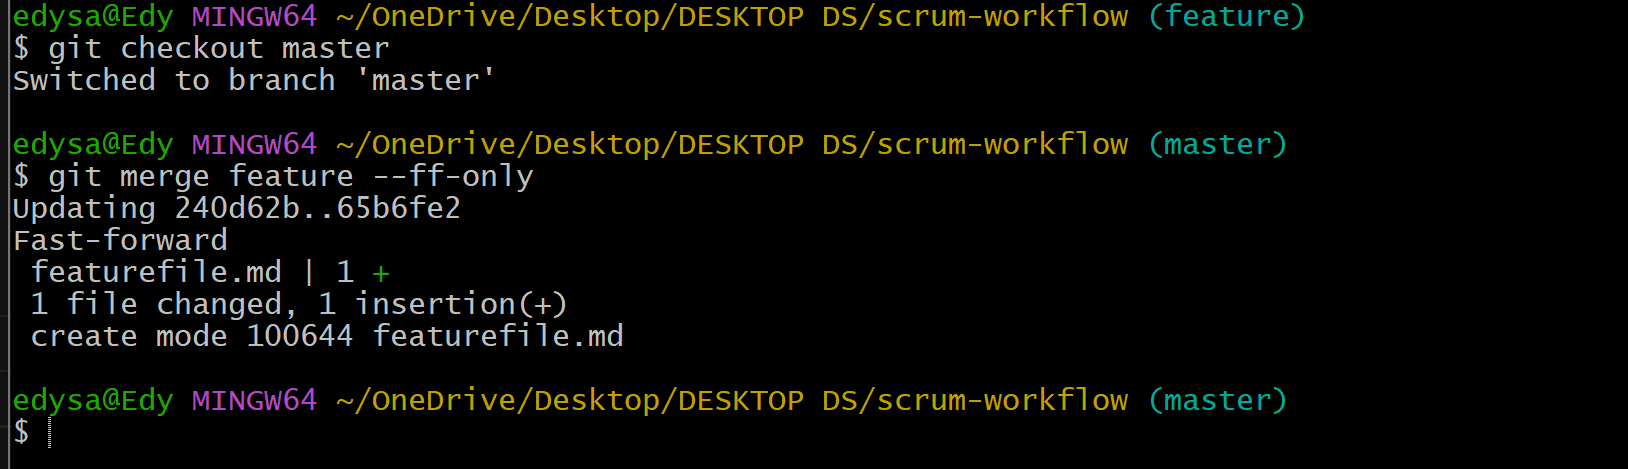 edysa@Edy MINGW64 ~/OneDrive/Desktop/DESKTOP DS/scrum-workflow (feature)
$ git checkout master
Switched to branch 'master'
edysa@Edy MINGW64 ~/OneDrive/Desktop/DESKTOP DS/scrum-workflow (master)
$ git merge feature --ff-only
Updating 240d62b..65b6fe2
Fast-forward
 featurefile.md | 1 +
 1 file changed, 1 insertion(+)
 create mode 100644 featurefile.md
edysa@Edy MINGW64 ~/OneDrive/Desktop/DESKTOP DS/scrum-workflow (master)
$